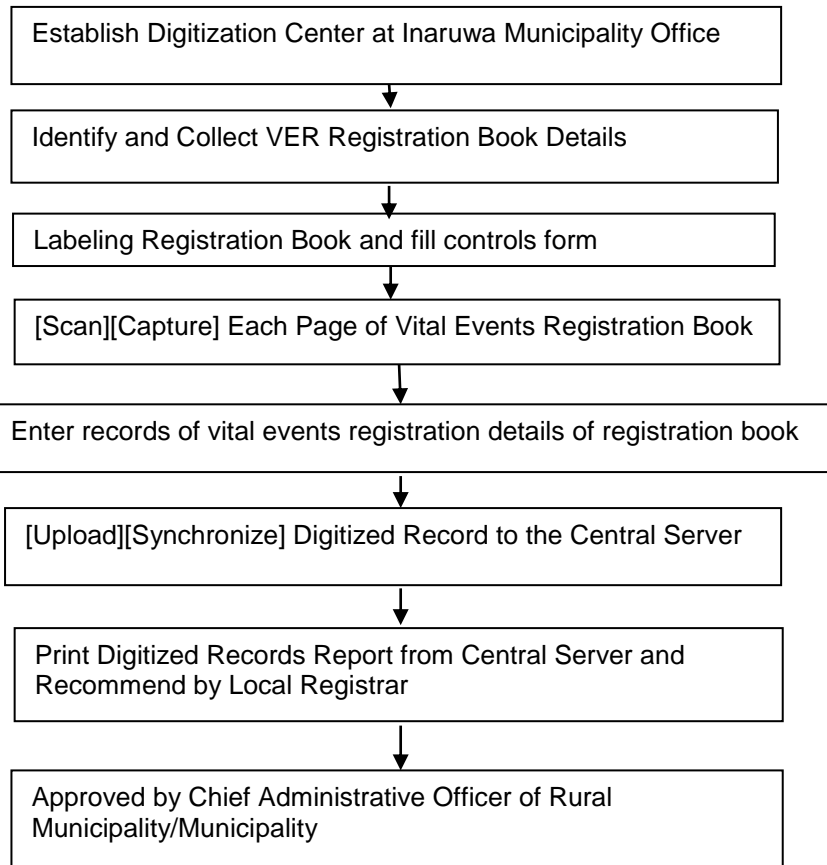 Establish Digitization Center at Inaruwa Municipality Office
Identify and Collect VER Registration Book Details
Labeling Registration Book and fill controls form
[Scan][Capture] Each Page of Vital Events Registration Book
Enter records of vital events registration details of registration book
[Upload][Synchronize] Digitized Record to the Central Server
Print Digitized Records Report from Central Server and
Recommend by Local Registrar
Approved by Chief Administrative Officer of Rural
Municipality/Municipality